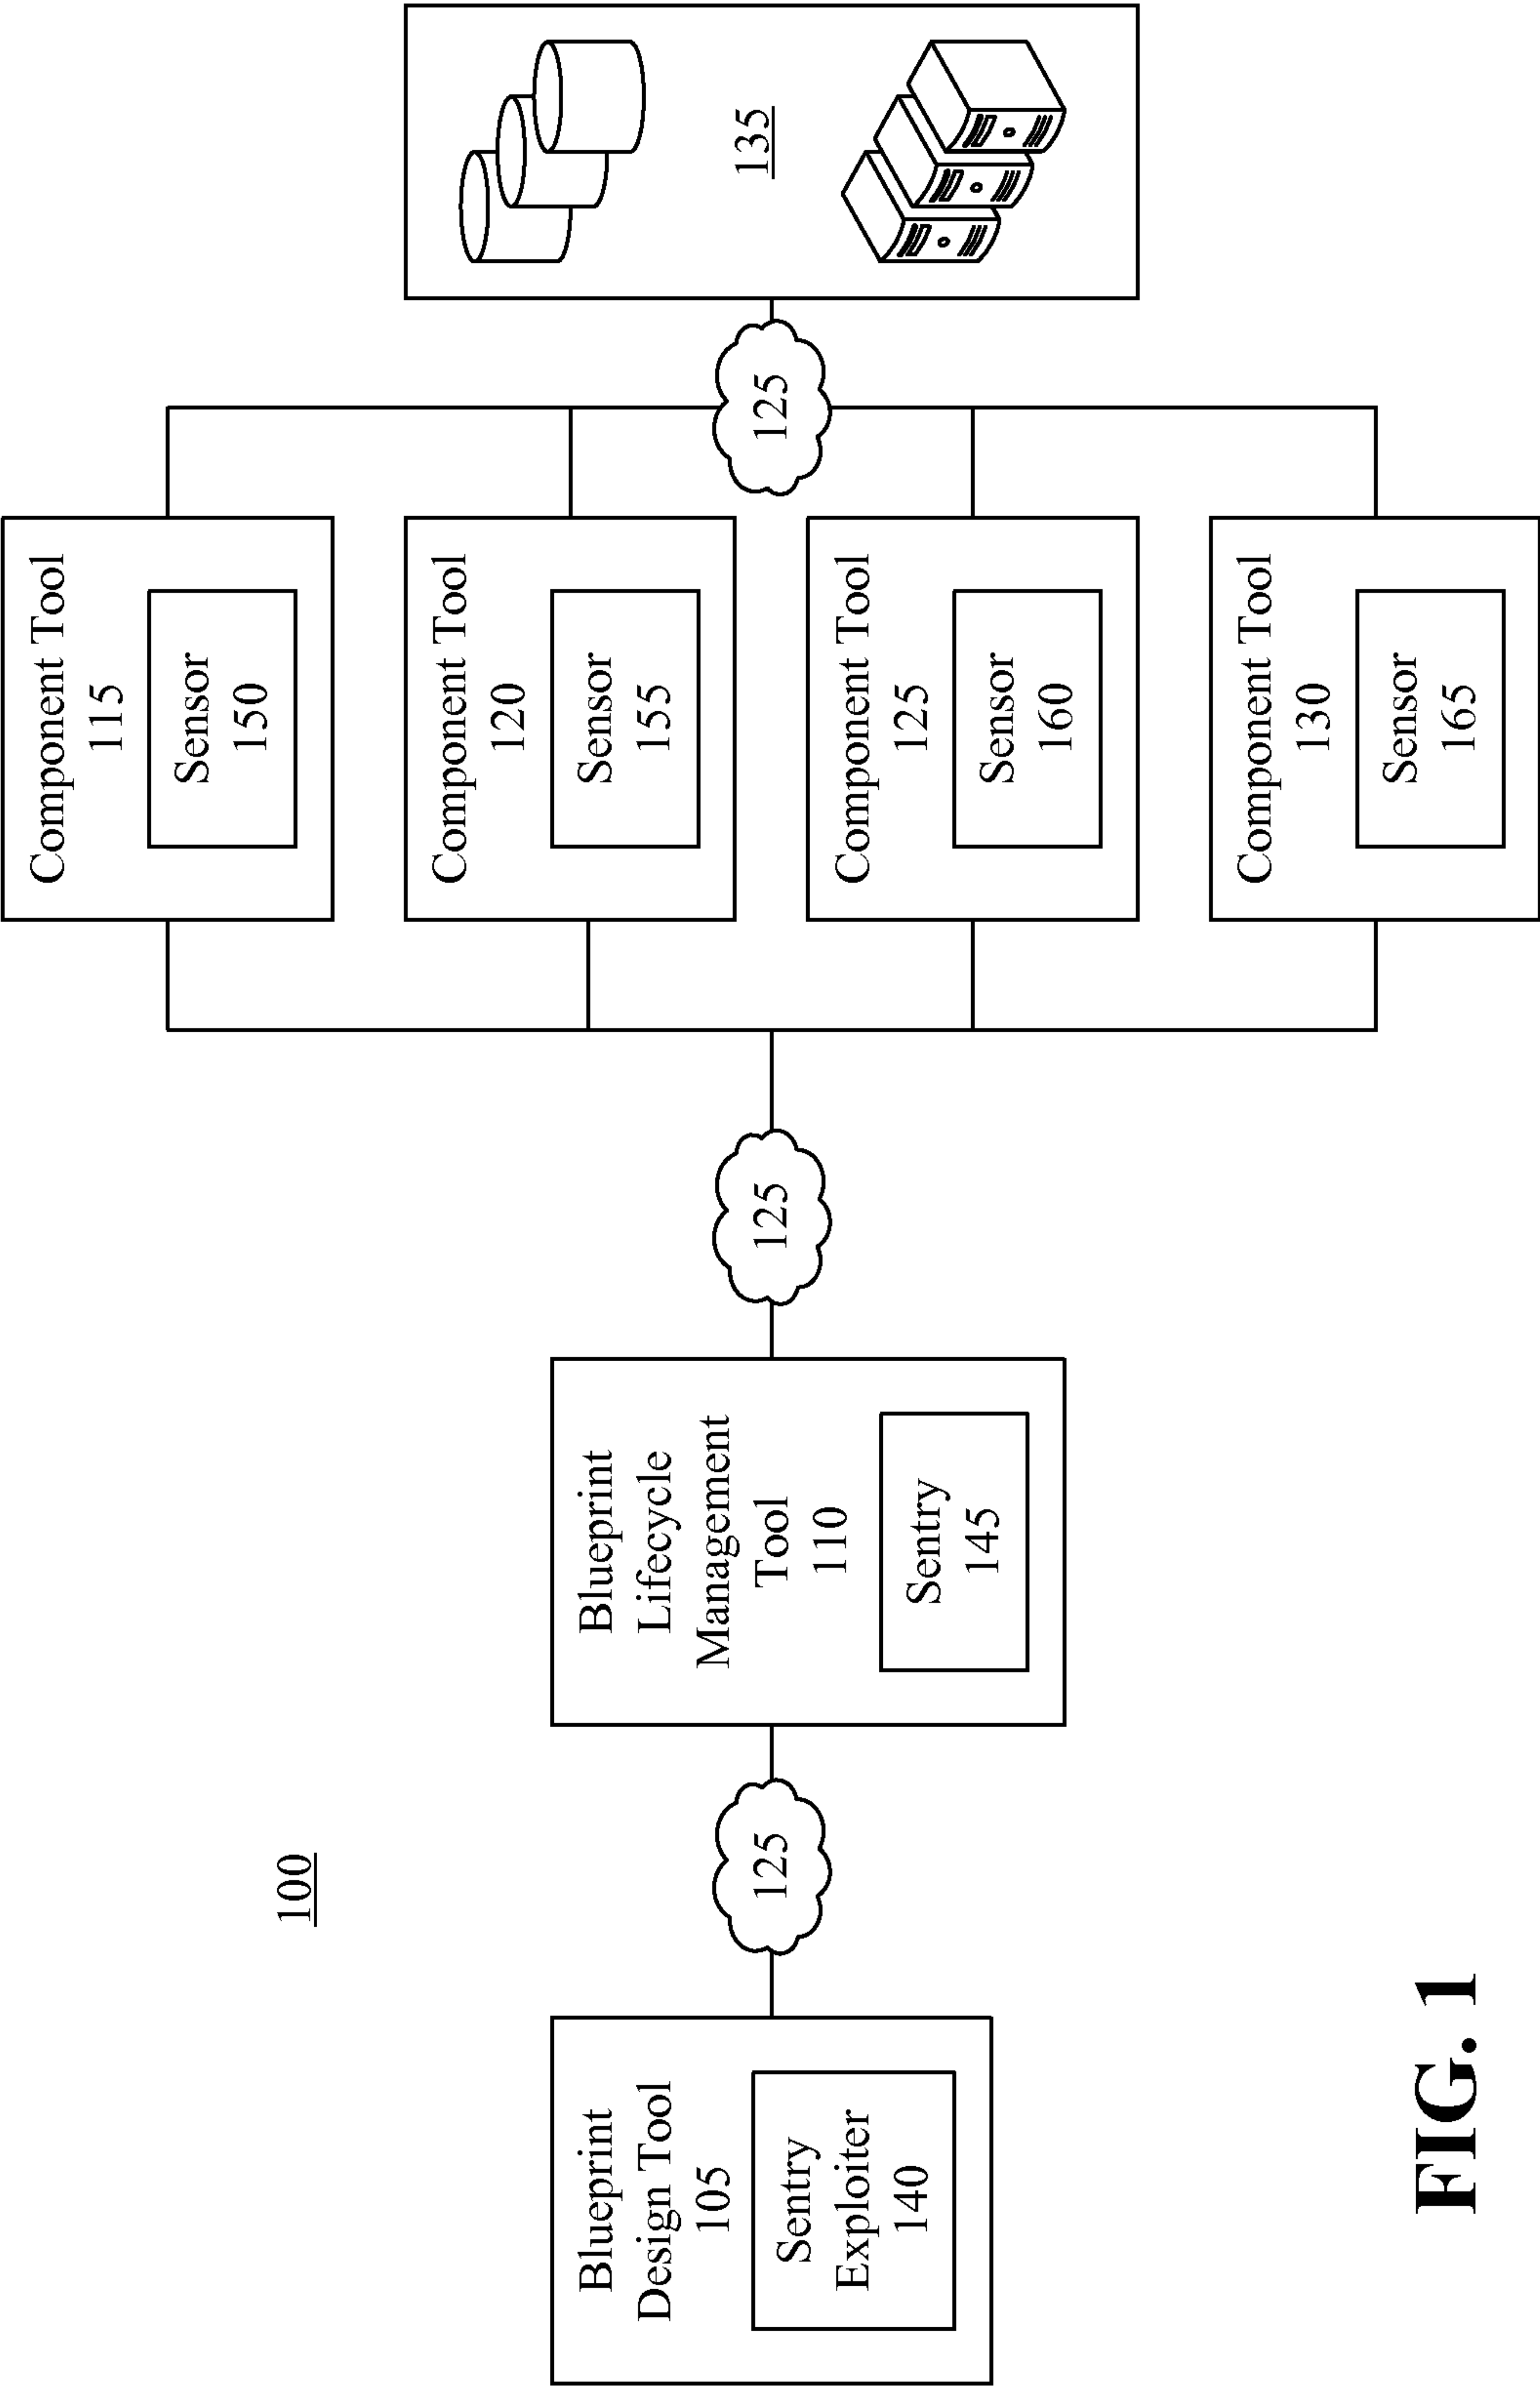 100
Blueprint
Design Tool
105
Sentry
Exploiter
140
125
Blueprint
Lifecycle
Management
Tool
110
Sentry
145
125
Component Tool
115
Sensor
150
Component Tool
120
Sensor
155
Component Tool
125
Sensor
160
Component Tool
130
Sensor
165
125
135
FIG. 1